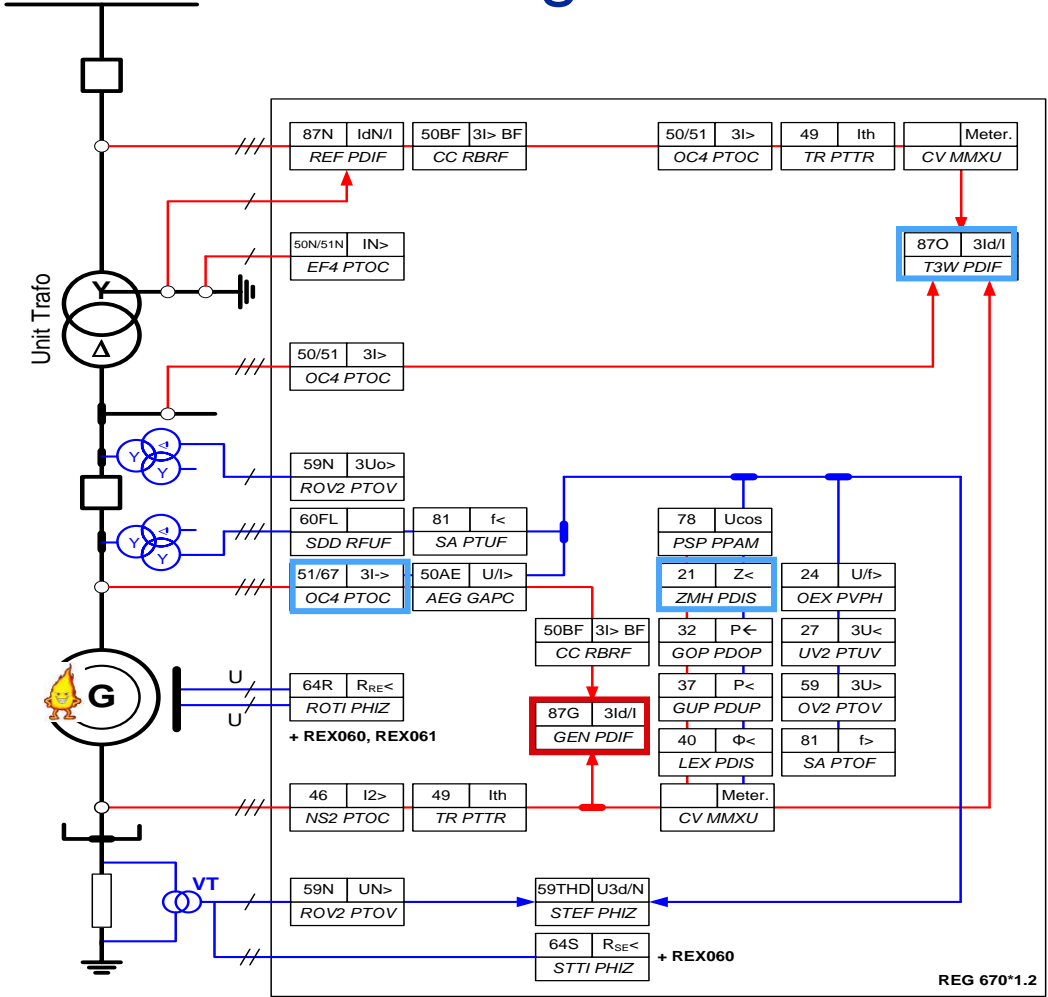 g
87N IdN/I
REF PDIF
50BF 3I> BF
CC RBRF
50/51 3I>
OC4 PTOC
49 Ith
TR PTTR
Meter.
CV MMXU
50N/51N IN>
EF4 PTOC
87O 3Id/I
T3W PDIF
Unit Trafo
Y
Δ
50/51 3I>
OC4 PTOC
Y
Δ
Y
59N 3Uo>
ROV2 PTOV
60FL
SDD RFUF
81 f<
SA PTUF
78 Ucos
PSP PPAM
Y
Δ
Y
51/67 3I->
OC4 PTOC
50AE U/I>
AEG GAPC
21 Z<
ZMH PDIS
24 U/f>
OEX PVPH
50BF 3I> BF
CC RBRF
32 P←
GOP PDOP
27 3U<
UV2 PTUV
G
U
U
64R RRE<
ROTI PHIZ
+ REX060, REX061
87G 3Id/I
GEN PDIF
37 P<
GUP PDUP
59 3U>
OV2 PTOV
40 Φ<
LEX PDIS
81 f>
SA PTOF
46 I2>
NS2 PTOC
49 Ith
TR PTTR
Meter.
CV MMXU
VT
59N UN>
ROV2 PTOV
59THD U3d/N
STEF PHIZ
64S RSE<
STTI PHIZ
+ REX060
REG 670*1.2